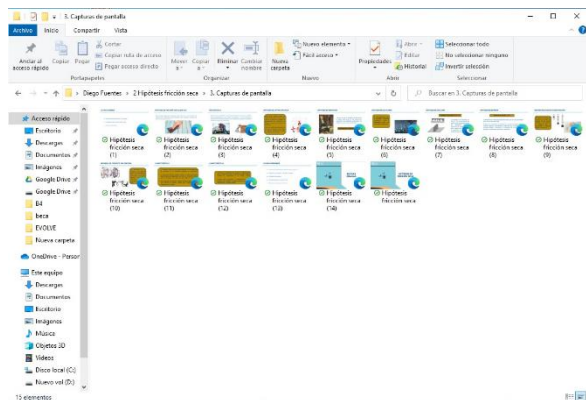 3. Capturas de pantalla
Archivo Inicio Compartir Vista
Anclar al acceso rápido
Copiar
Pegar
Cortar
Copiar ruta de acceso
Pegar acceso directo
Portapapeles
Mover a
Copiar a
Eliminar
Cambiar nombre
Organizar
Nueva carpeta
Nuevo elemento
Fácil acceso
Nuevo
Propiedades
Abrir
Editar
Historial
Abrir
Seleccionar todo
No seleccionar ninguno
Invertir selección
Seleccionar
Diego Fuentes > 2 Hipótesis fricción seca > 3. Capturas de pantalla
Buscar en 3. Capturas de pantalla
Acceso rápido
Escritorio
Descargas
Documentos
Imágenes
Google Drive
Google Drive
B4
beca
EVOLVE
Nueva carpeta
OneDrive - Person
Este equipo
Descargas
Documentos
Escritorio
Imágenes
Música
Objetos 3D
Vídeos
Disco local (C:)
Nuevo vol (D:)
Hipótesis fricción seca (1)
Hipótesis fricción seca (2)
Hipótesis fricción seca (3)
Hipótesis fricción seca (4)
Hipótesis fricción seca (5)
Hipótesis fricción seca (6)
Hipótesis fricción seca (7)
Hipótesis fricción seca (8)
Hipótesis fricción seca (9)
Hipótesis fricción seca (10)
Hipótesis fricción seca (11)
Hipótesis fricción seca (12)
Hipótesis fricción seca (13)
Hipótesis fricción seca (14)
Hipótesis fricción seca
15 elementos